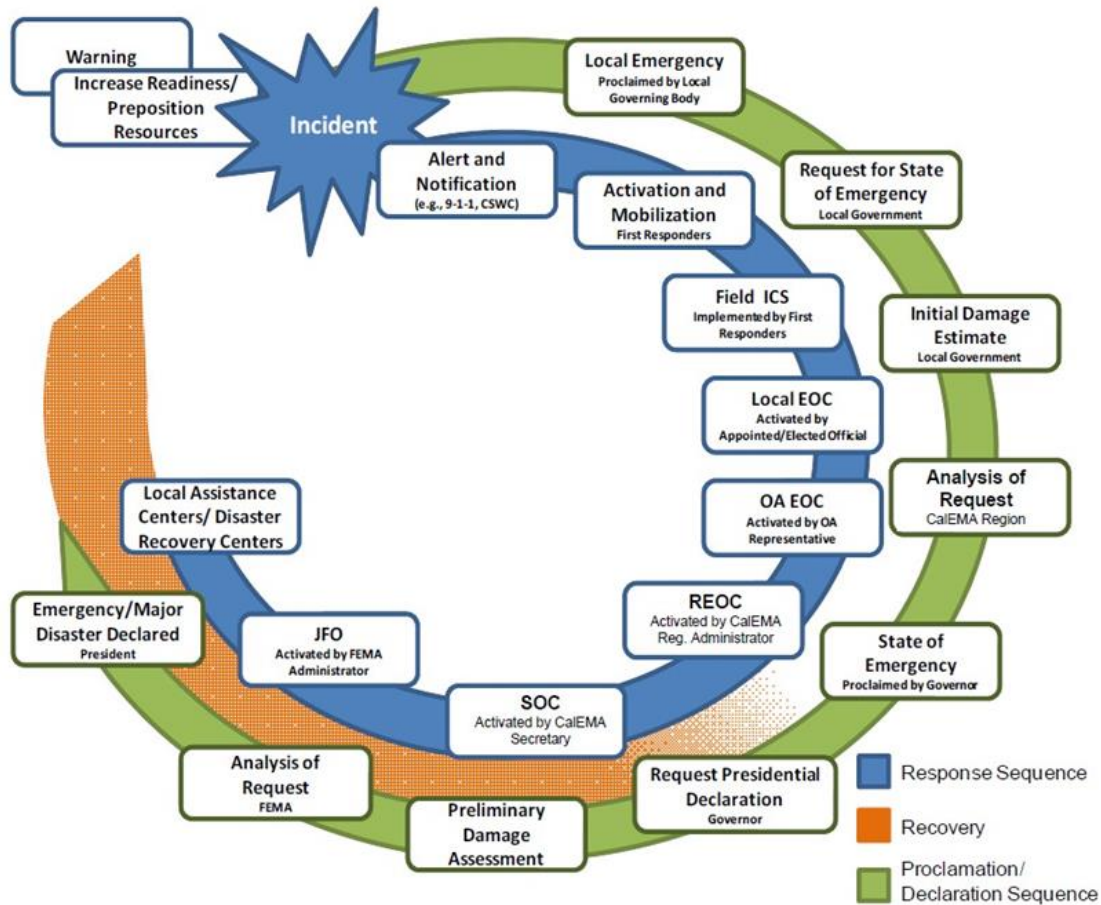 Warning
Increase Readiness/
Preposition
Resources
Incident
Alert and
Notification
(e.g., 9-1-1, CSWC)
Activation and
Mobilization
First Responders
Field ICS
Implemented by First
Responders
Local EOC
Activated by
Appointed/Elected Official
OA EOC
Activated by OA
Representative
REOC
Activated by CalEMA
Reg. Administrator
SOC
Activated by CalEMA
Secretary
JFO
Activated by FEMA
Administrator
Local Assistance
Centers/ Disaster
Recovery Centers
Local Emergency
Proclaimed by Local
Governing Body
Request for State
of Emergency
Local Government
Initial Damage
Estimate
Local Government
Analysis of
Request
CalEMA Region
State of
Emergency
Proclaimed by Governor
Request Presidential
Declaration
Governor
Preliminary
Damage
Assessment
Analysis of
Request
FEMA
Emergency/Major
Disaster Declared
President
Response Sequence
Recovery
Proclamation/
Declaration Sequence